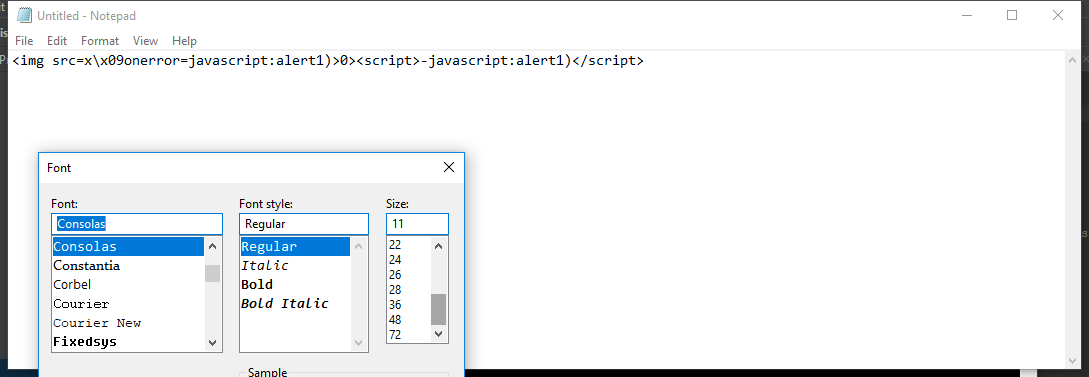 Untitled - Notepad
File Edit Format View Help
<img src=x\x09onerror=javascript:alert1)>0><script>-javascript:alert1)</script>
Font
Font: Font style: Size:
Consolas Regular 11
Consolas Regular 22
Constantia Italic 24
Corbel Bold 26
Courier Bold Italic 28
Courier New 36
Fixedsys 48
72
Sample